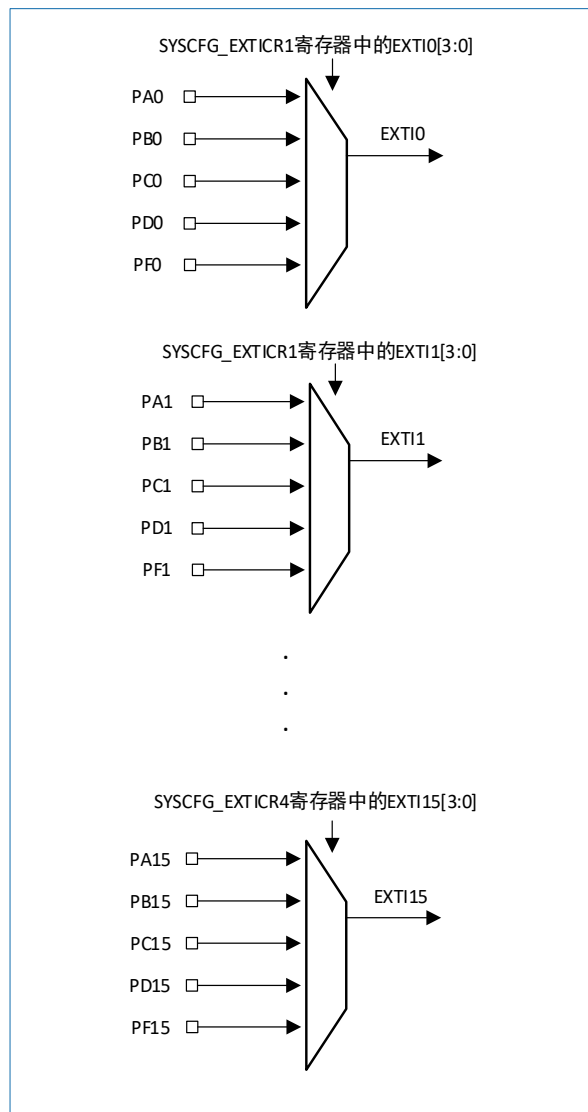 SYSCFG_EXTICR1寄存器中的EXTI0[3:0]
PA0
EXTI0
PB0
PC0
PD0
PF0
SYSCFG_EXTICR1寄存器中的EXTI1[3:0]
PA1
EXTI1
PB1
PC1
PD1
PF1
.
.
.
SYSCFG_EXTICR4寄存器中的EXTI15[3:0]
PA15
EXTI15
PB15
PC15
PD15
PF15